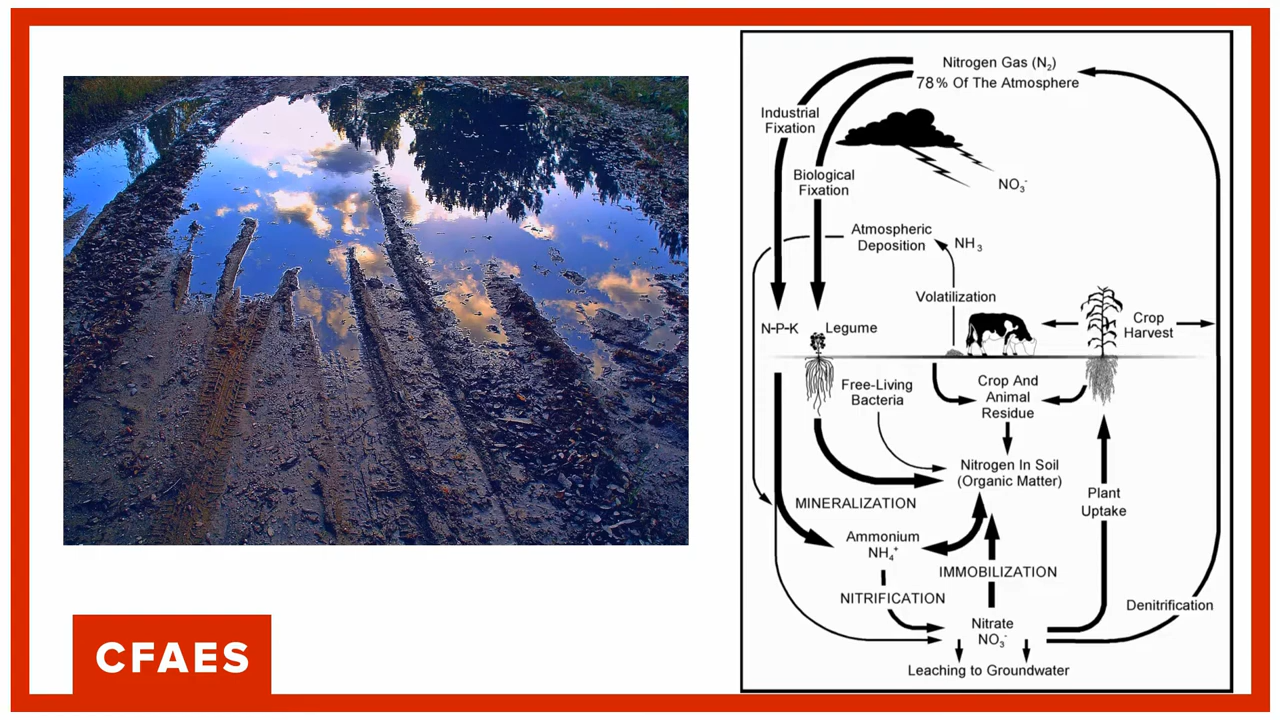 Nitrogen Gas (N₂)
78% Of The Atmosphere
Industrial
Fixation
Biological
Fixation
NO₃⁻
Atmospheric
Deposition
NH₃
Volatilization
N-P-K
Legume
Crop
Harvest
Free-Living
Bacteria
Crop And
Animal
Residue
Nitrogen In Soil
(Organic Matter)
MINERALIZATION
Plant
Uptake
Ammonium
NH₄⁺
IMMOBILIZATION
NITRIFICATION
Denitrification
Nitrate
NO₃⁻
Leaching to Groundwater
CFAES